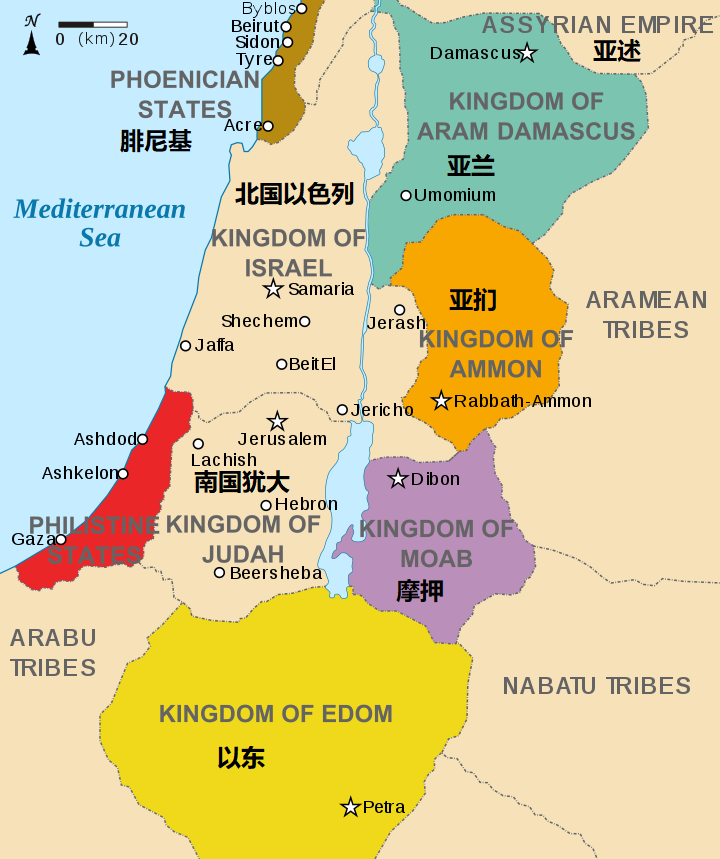 Byblos
N
0 (km) 20
Beirut
Sidon
Tyre
ASSYRIAN EMPIRE
亚述
Damascus
PHOENICIAN
STATES
腓尼基
Acre
KINGDOM OF
ARAM DAMASCUS
亚兰
Umomium
Mediterranean
Sea
北国以色列
KINGDOM OF
ISRAEL
Samaria
Shechem
Jaffa
BeitEl
Jerash
亚扪
KINGDOM OF
AMMON
Rabbath-Ammon
ARAMEAN
TRIBES
Jericho
Jerusalem
Ashdod
Lachish
Ashkelon
南国犹大
Hebron
Dibon
Gaza
PHILISTINE
STATES
KINGDOM OF
JUDAH
Beersheba
KINGDOM OF
MOAB
摩押
ARABU
TRIBES
NABATU TRIBES
KINGDOM OF EDOM
以东
Petra